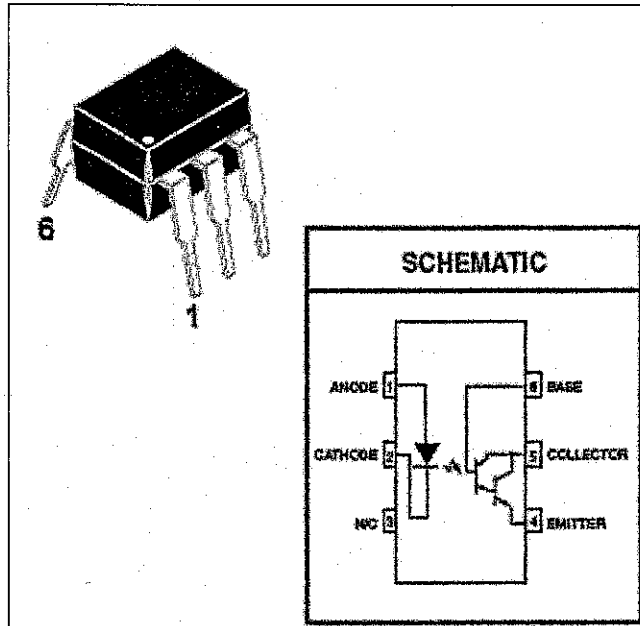 6
1
SCHEMATIC
ANODE 1
6 BASE
CATHODE 2
5 COLLECTOR
N/C 3
4 EMITTER